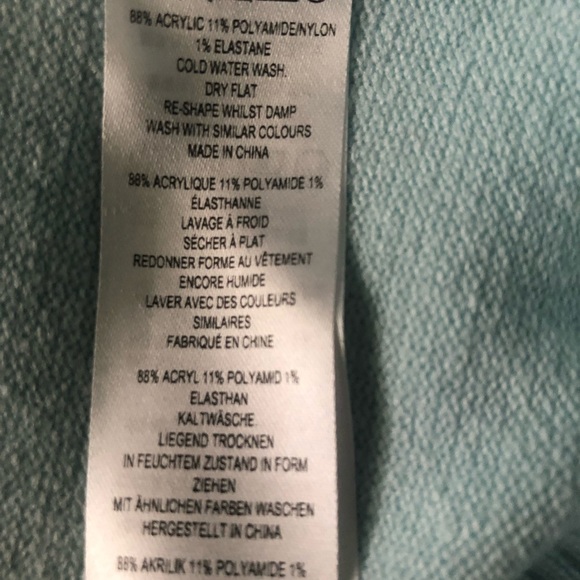 88% ACRYLIC 11% POLYAMIDE/NYLON
1% ELASTANE
COLD WATER WASH.
DRY FLAT
RE-SHAPE WHILST DAMP
WASH WITH SIMILAR COLOURS
MADE IN CHINA
88% ACRYLIQUE 11% POLYAMIDE 1%
ÉLASTHANNE
LAVAGE À FROID
SÉCHER À PLAT
REDONNER FORME AU VÊTEMENT
ENCORE HUMIDE
LAVER AVEC DES COULEURS
SIMILAIRES
FABRIQUÉ EN CHINE
88% ACRYL 11% POLYAMID 1%
ELASTHAN
KALTWÄSCHE.
LIEGEND TROCKNEN
IN FEUCHTEM ZUSTAND IN FORM
ZIEHEN
MIT ÄHNLICHEN FARBEN WASCHEN
HERGESTELLT IN CHINA
88% AKRILIK 11% POLYAMIDE 1%